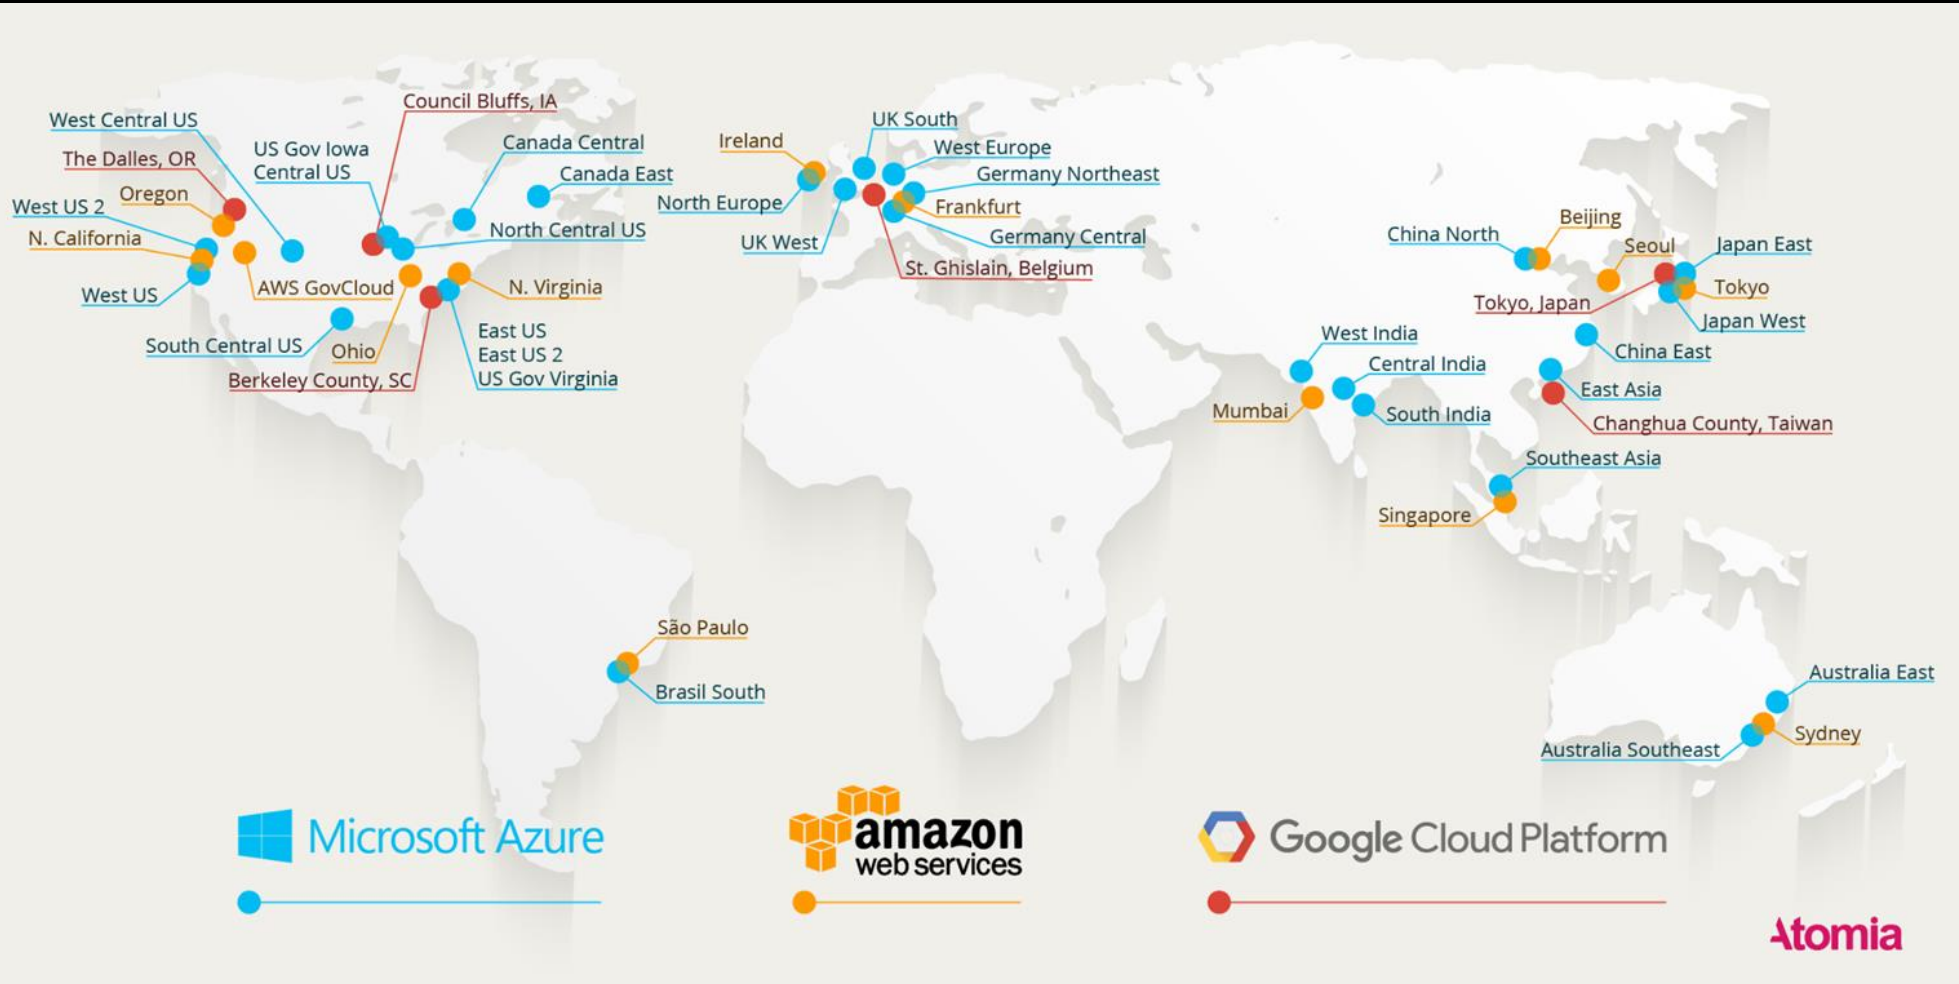 West Central US
The Dalles, OR
Oregon
West US 2
N. California
West US
US Gov Iowa
Central US
Council Bluffs, IA
Canada Central
Canada East
North Central US
AWS GovCloud
N. Virginia
South Central US
Ohio
Berkeley County, SC
East US
East US 2
US Gov Virginia
Ireland
North Europe
UK South
West Europe
Germany Northeast
Frankfurt
UK West
Germany Central
St. Ghislain, Belgium
China North
Beijing
Seoul
Japan East
Tokyo, Japan
Tokyo
Japan West
West India
Central India
China East
Mumbai
South India
East Asia
Changhua County, Taiwan
Southeast Asia
Singapore
São Paulo
Brasil South
Australia East
Sydney
Australia Southeast
Microsoft Azure
amazon
web services
Google Cloud Platform
Atomia